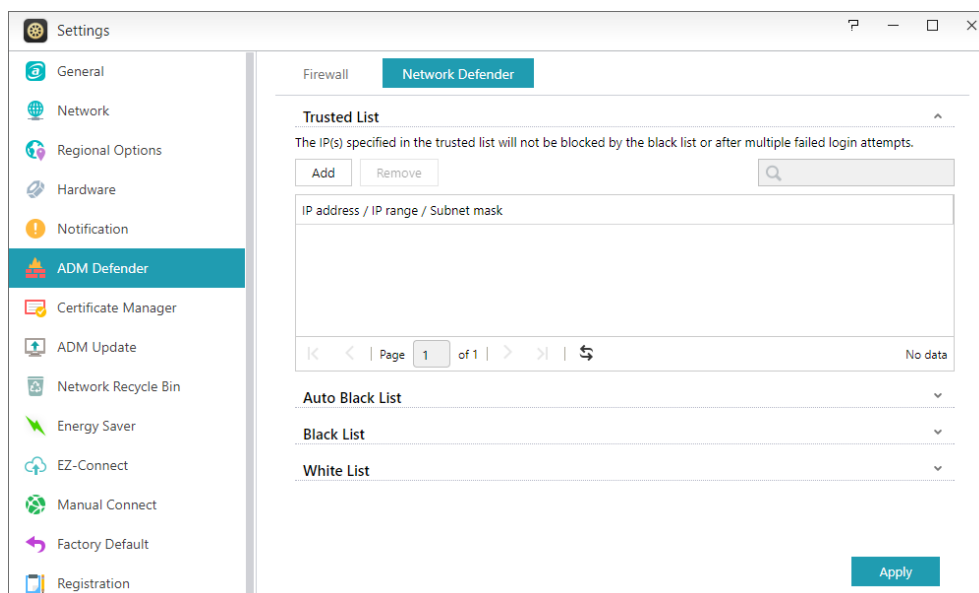 Settings
General
Network
Regional Options
Hardware
Notification
ADM Defender
Certificate Manager
ADM Update
Network Recycle Bin
Energy Saver
EZ-Connect
Manual Connect
Factory Default
Registration
Firewall
Network Defender
Trusted List
The IP(s) specified in the trusted list will not be blocked by the black list or after multiple failed login attempts.
Add
Remove
IP address / IP range / Subnet mask
Page 1 of 1
No data
Auto Black List
Black List
White List
Apply